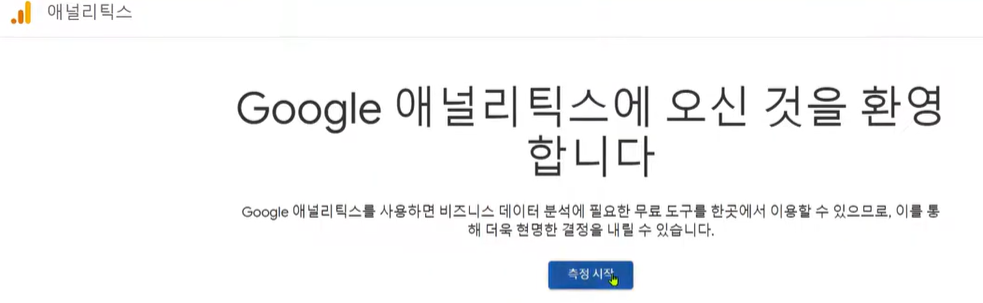 애널리틱스
Google 애널리틱스에 오신 것을 환영
합니다
Google 애널리틱스를 사용하면 비즈니스 데이터 분석에 필요한 무료 도구를 한곳에서 이용할 수 있으므로, 이를 통
해 더욱 현명한 결정을 내릴 수 있습니다.
측정 시작